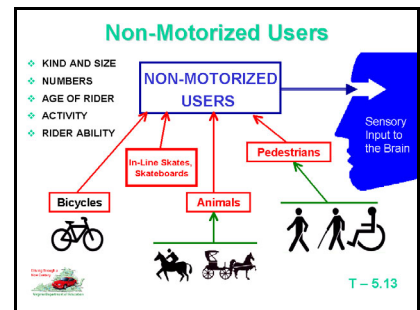 Non-Motorized Users
❖ KIND AND SIZE
❖ NUMBERS
❖ AGE OF RIDER
❖ ACTIVITY
❖ RIDER ABILITY
NON-MOTORIZED
USERS
Sensory
Input to
the Brain
In-Line Skates,
Skateboards
Pedestrians
Bicycles
Animals
T – 5.13